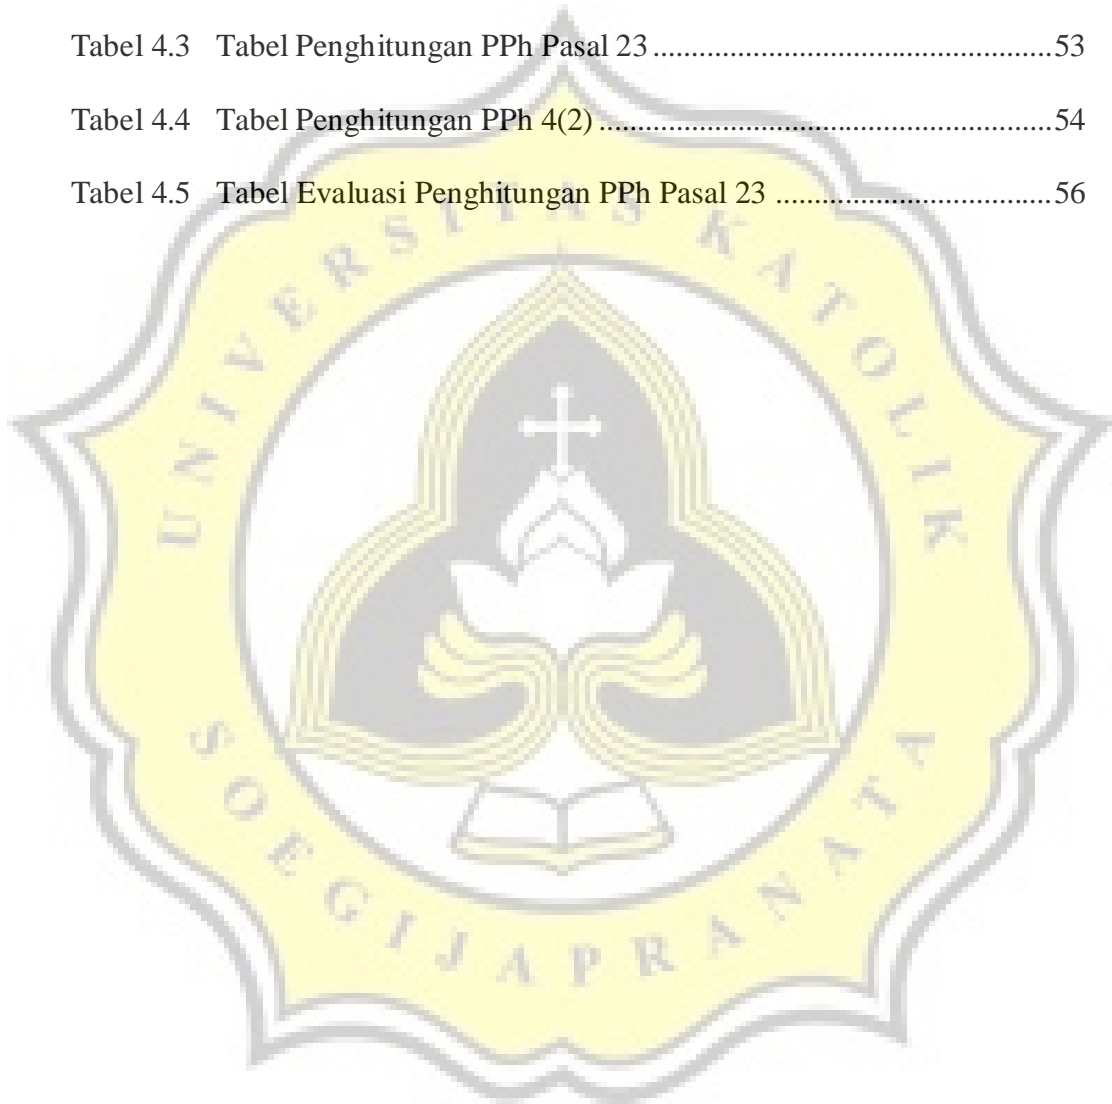 Tabel 4.3 Tabel Penghitungan PPh Pasal 23 ....................................................53
Tabel 4.4 Tabel Penghitungan PPh 4(2) ...........................................................54
Tabel 4.5 Tabel Evaluasi Penghitungan PPh Pasal 23 ....................................56
UNIVERSITAS KATOLIK
SOEGIJAPRANATA